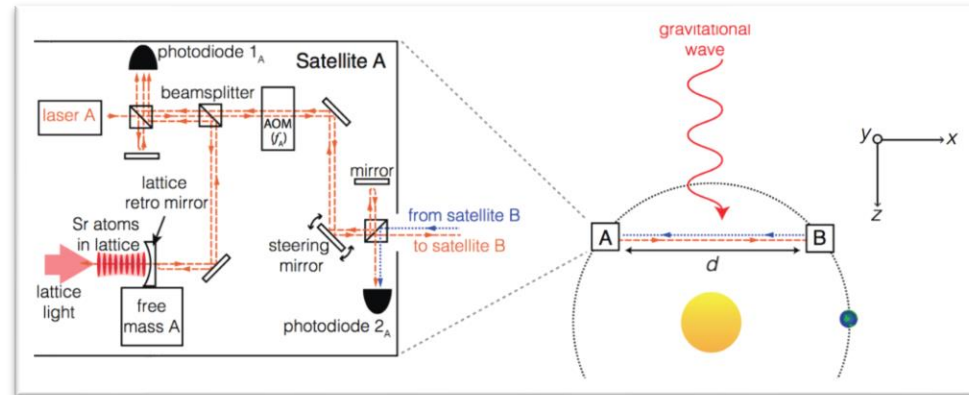 photodiode 1A
Satellite A
beamsplitter
laser A
AOM
(fA)
mirror
lattice
retro mirror
from satellite B
to satellite B
Sr atoms
in lattice
steering
mirror
lattice
light
free
mass A
photodiode 2A
gravitational
wave
y
x
z
A
B
d